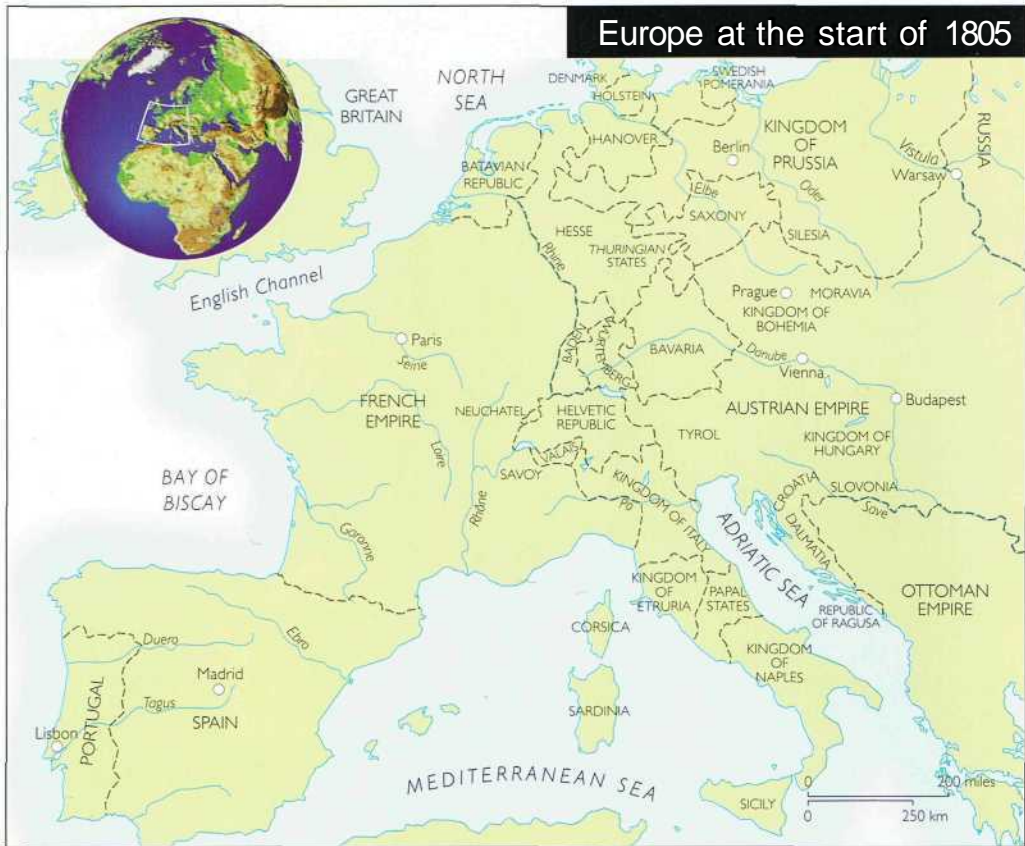 Europe at the start of 1805
NORTH
SEA
GREAT
BRITAIN
DENMARK
HOLSTEIN
SWEDISH
POMERANIA
HANOVER
KINGDOM
OF
PRUSSIA
Berlin
RUSSIA
Vistula
Warsaw
BATAVIAN
REPUBLIC
Elbe
Oder
SAXONY
SILESIA
HESSE
THURINGIAN
STATES
Rhine
English Channel
Prague
MORAVIA
KINGDOM OF
BOHEMIA
Paris
Seine
BADEN
WURTEM
BERG
BAVARIA
Danube
Vienna
FRENCH
EMPIRE
NEUCHATEL
HELVETIC
REPUBLIC
AUSTRIAN EMPIRE
Budapest
TYROL
KINGDOM OF
HUNGARY
Loire
VALAIS
SAVOY
BAY OF
BISCAY
CROATIA
SLOVONIA
Save
KINGDOM OF ITALY
Po
Rhône
Garonne
ADRIATIC SEA
DALMATIA
OTTOMAN
EMPIRE
KINGDOM
OF
ETRURIA
PAPAL
STATES
REPUBLIC
OF RAGUSA
CORSICA
Duero
Ebro
KINGDOM
OF
NAPLES
Madrid
Tagus
SPAIN
PORTUGAL
Lisbon
SARDINIA
MEDITERRANEAN SEA
SICILY
0
200 miles
0
250 km